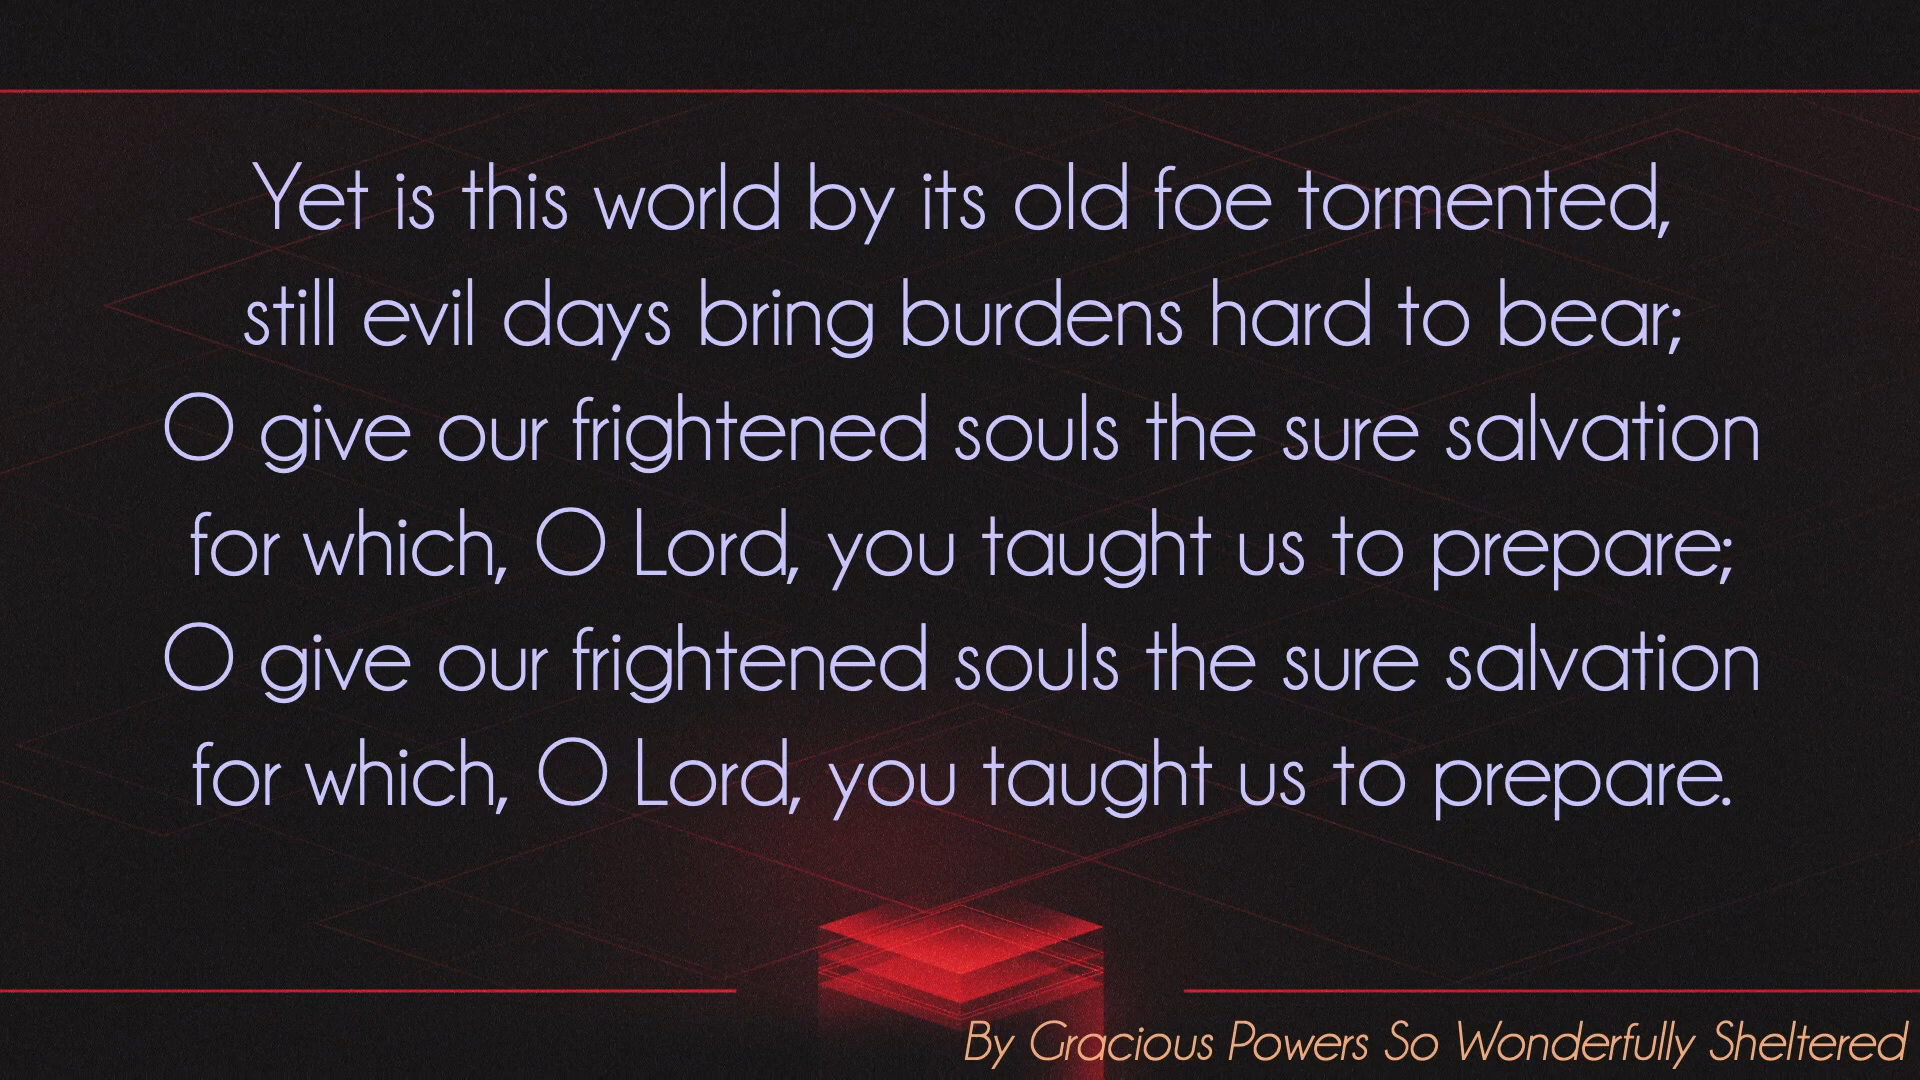 Yet is this world by its old foe tormented,
still evil days bring burdens hard to bear;
O give our frightened souls the sure salvation
for which, O Lord, you taught us to prepare;
O give our frightened souls the sure salvation
for which, O Lord, you taught us to prepare.
By Gracious Powers So Wonderfully Sheltered